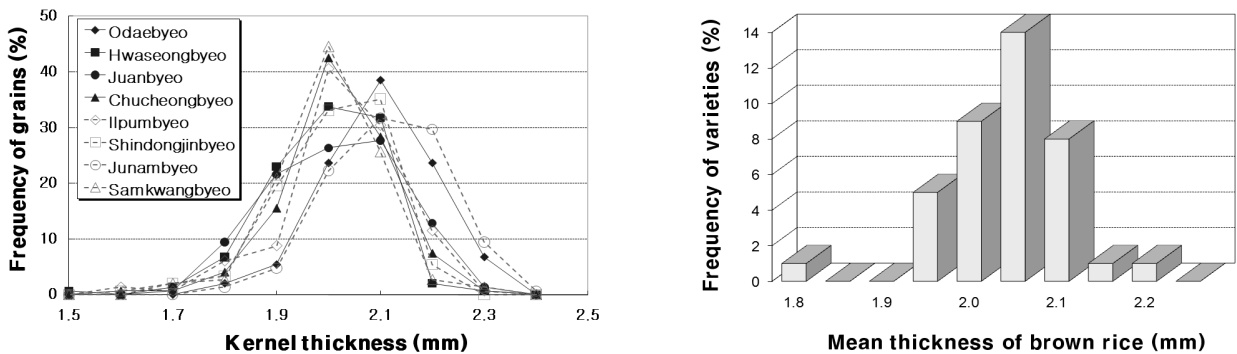 Frequency of grains (%)
50
40
30
20
10
0
Odaebyeo
Hwaseongbyeo
Juanbyeo
Chucheongbyeo
Ilpumbyeo
Shindongjinbyeo
Junambyeo
Samkwangbyeo
1.5 1.7 1.9 2.1 2.3 2.5
Kernel thickness (mm)
Frequency of varieties (%)
14
12
10
8
6
4
2
0
1.8 1.9 2.0 2.1 2.2
Mean thickness of brown rice (mm)